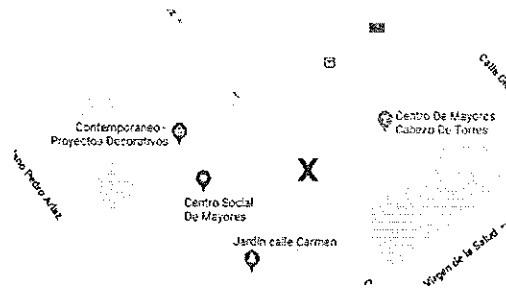 Contemporaneo -
Proyectos Decorativos
Centro De Mayores
Cabezo De Torres
X
Centro Social
De Mayores
Jardín calle Carmen
Pedro
Virgen de la Salud
Calle